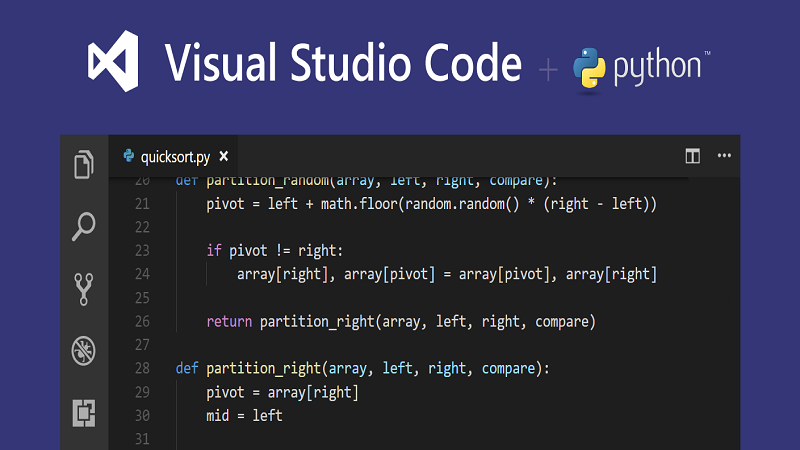 Visual Studio Code + python™
quicksort.py ×
20 def partition_random(array, left, right, compare):
21 pivot = left + math.floor(random.random() * (right - left))
22
23 if pivot != right:
24 array[right], array[pivot] = array[pivot], array[right]
25
26 return partition_right(array, left, right, compare)
27
28 def partition_right(array, left, right, compare):
29 pivot = array[right]
30 mid = left
31